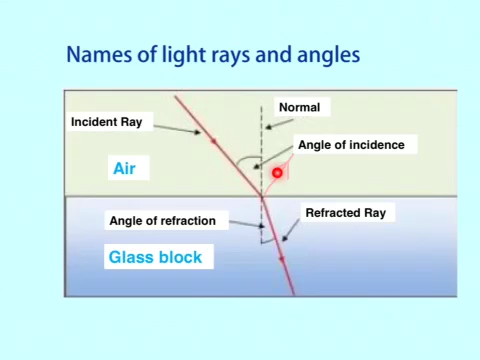 Names of light rays and angles
Normal
Incident Ray
Angle of incidence
Air
Refracted Ray
Angle of refraction
Glass block